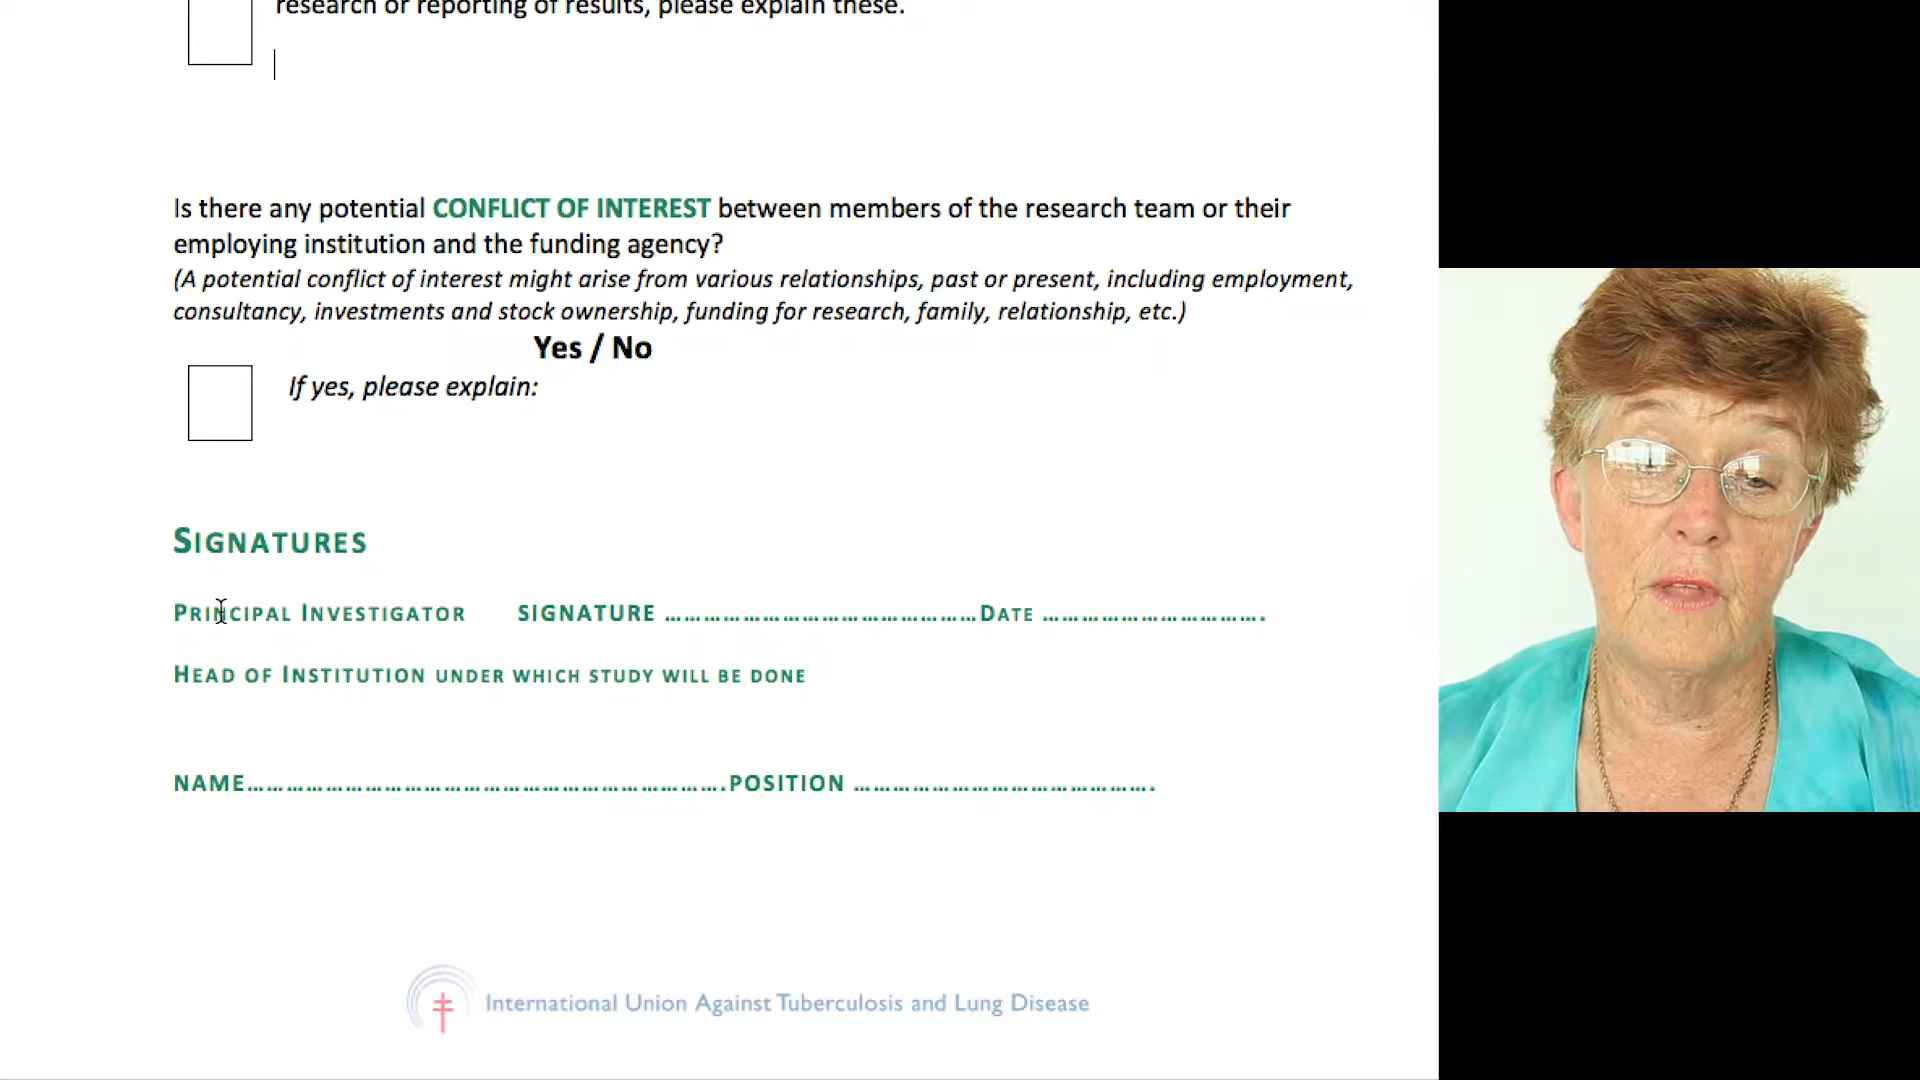 research or reporting of results, please explain these.
Is there any potential CONFLICT OF INTEREST between members of the research team or their
employing institution and the funding agency?
(A potential conflict of interest might arise from various relationships, past or present, including employment,
consultancy, investments and stock ownership, funding for research, family, relationship, etc.)
Yes / No
If yes, please explain:
SIGNATURES
PRINCIPAL INVESTIGATOR SIGNATURE ……………………………………………DATE ……………………………….
HEAD OF INSTITUTION UNDER WHICH STUDY WILL BE DONE
NAME…………………………………………………………………….POSITION ………………………………………….
International Union Against Tuberculosis and Lung Disease